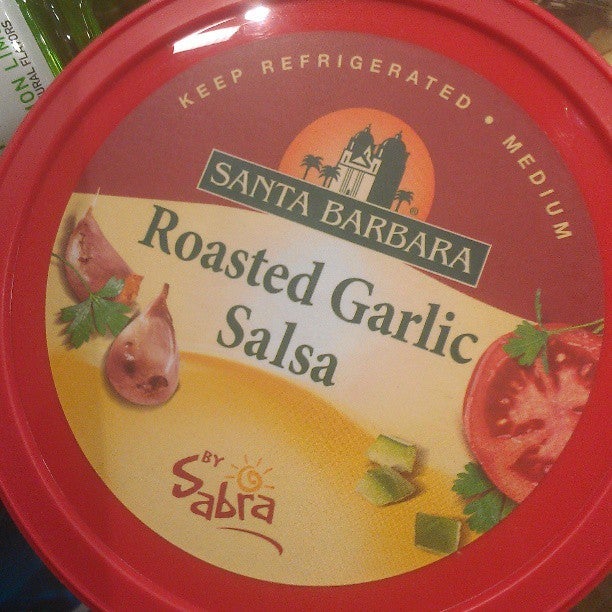 KEEP REFRIGERATED • MEDIUM
SANTA BARBARA
®
Roasted Garlic
Salsa
BY
Sabra